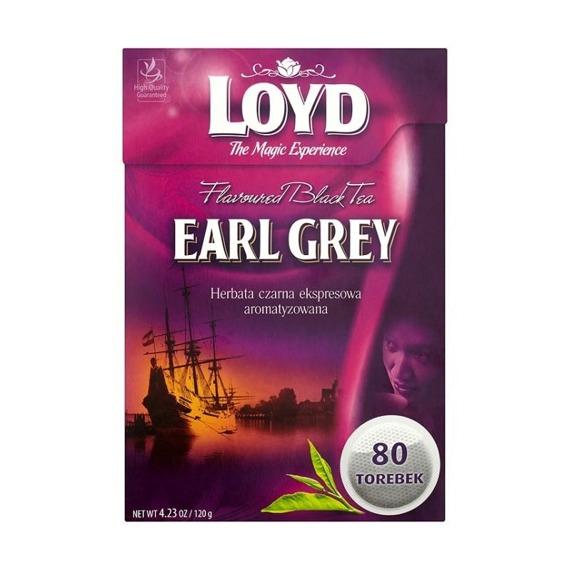 High Quality
Guaranteed
LOYD
The Magic Experience
Flavoured Black Tea
EARL GREY
Herbata czarna ekspresowa
aromatyzowana
80
TOREBEK
NET WT 4.23 OZ / 120 g